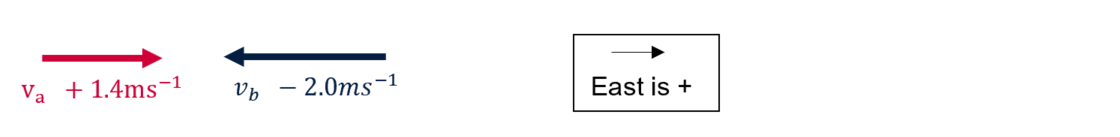 vₐ + 1.4ms⁻¹
v_b − 2.0ms⁻¹
East is +